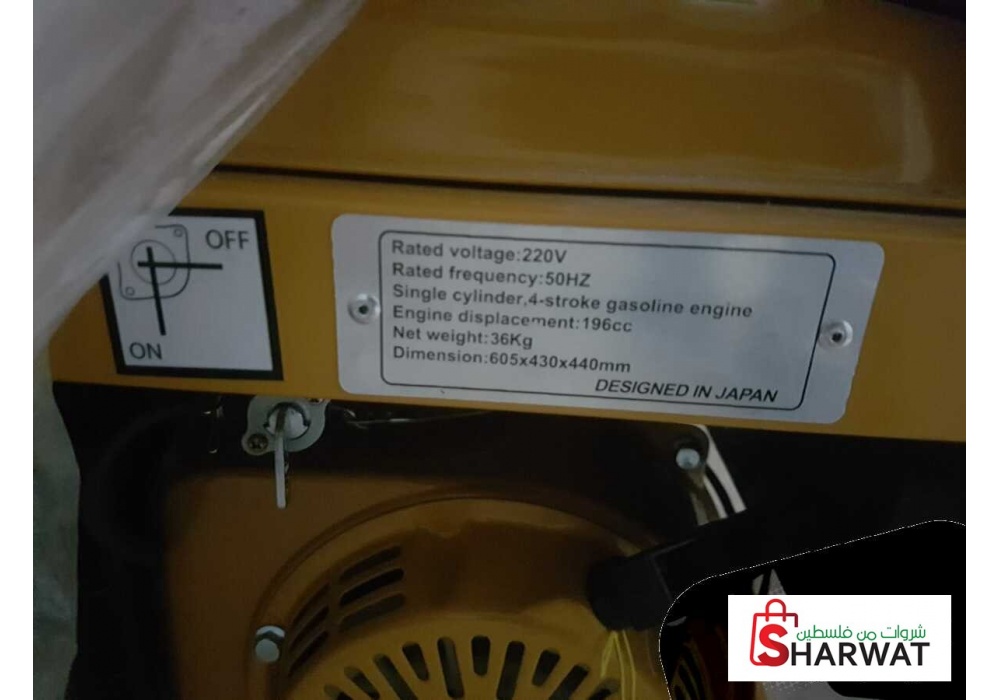 OFF
ON
Rated voltage:220V
Rated frequency:50HZ
Single cylinder,4-stroke gasoline engine
Engine displacement:196cc
Net weight:36Kg
Dimension:605x430x440mm
DESIGNED IN JAPAN
شروات من فلسطين
SHARWAT